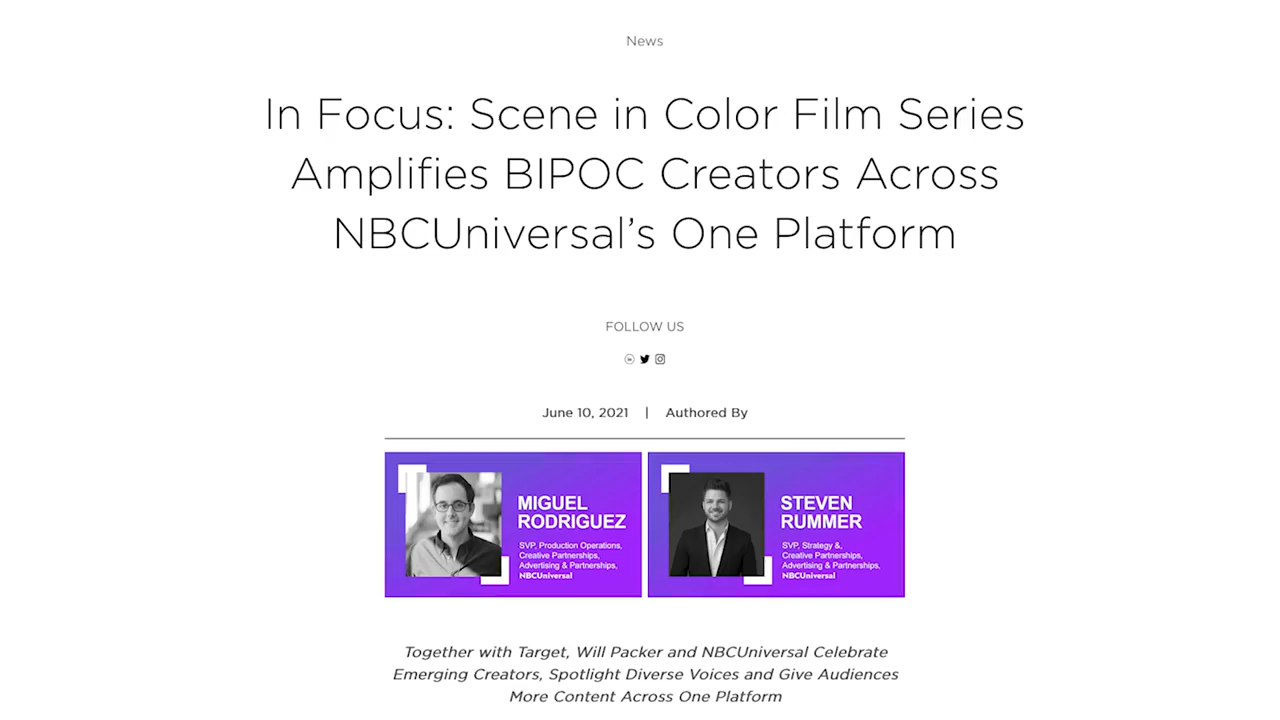 News
In Focus: Scene in Color Film Series
Amplifies BIPOC Creators Across
NBCUniversal’s One Platform
FOLLOW US
June 10, 2021 | Authored By
MIGUEL
RODRIGUEZ
SVP, Production Operations,
Creative Partnerships,
Advertising & Partnerships,
NBCUniversal
STEVEN
RUMMER
SVP, Strategy &,
Creative Partnerships,
Advertising & Partnerships,
NBCUniversal
Together with Target, Will Packer and NBCUniversal Celebrate
Emerging Creators, Spotlight Diverse Voices and Give Audiences
More Content Across One Platform